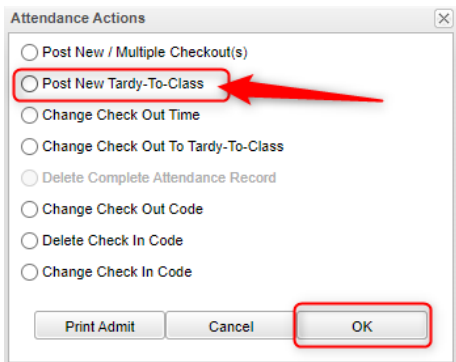 Attendance Actions
Post New / Multiple Checkout(s)
Post New Tardy-To-Class
Change Check Out Time
Change Check Out To Tardy-To-Class
Delete Complete Attendance Record
Change Check Out Code
Delete Check In Code
Change Check In Code
Print Admit Cancel OK